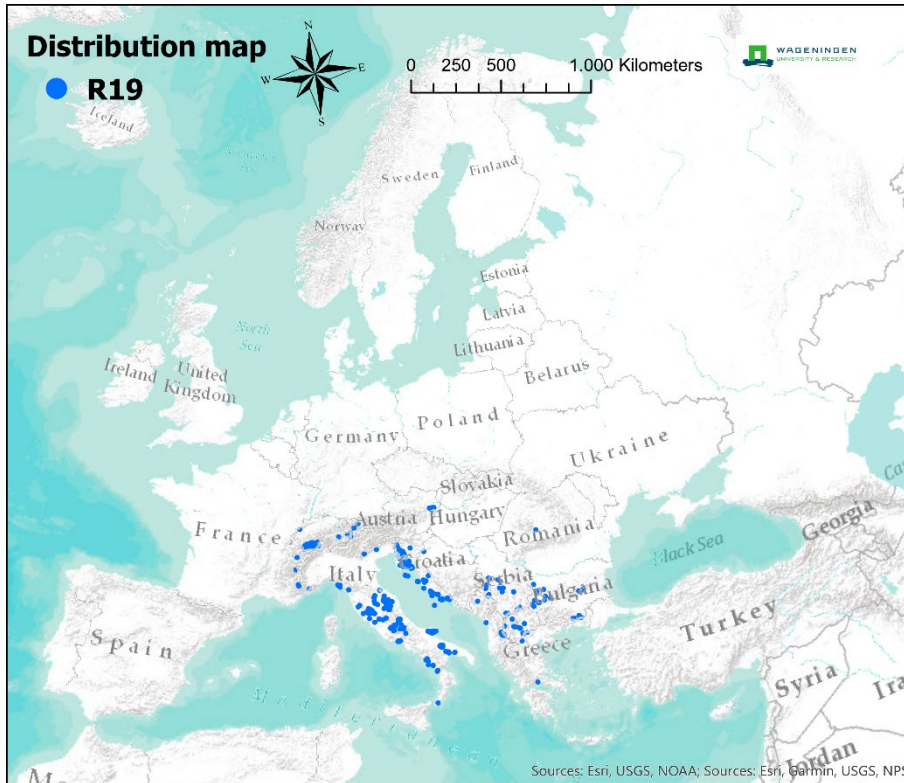 Distribution map
R19
N
W
E
S
0 250 500 1.000 Kilometers
WAGENINGEN
UNIVERSITY & RESEARCH
Iceland
Sweden
Finland
Norway
Estonia
North
Sea
Latvia
Lithuania
Ireland
United
Kingdom
Belarus
Poland
Germany
Ukraine
Slovakia
Austria
Hungary
France
Romania
Georgia
Croatia
Black Sea
Italy
Serbia
Bulgaria
Spain
Turkey
Greece
Syria
Ira
Mediterranean
Jordan
Sources: Esri, USGS, NOAA; Sources: Esri, Garmin, USGS, NPS